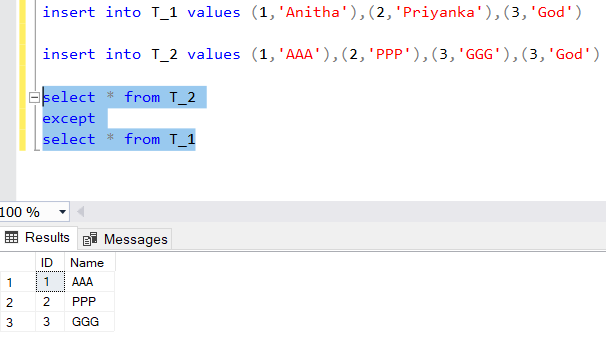 insert into T_1 values (1,'Anitha'),(2,'Priyanka'),(3,'God')
insert into T_2 values (1,'AAA'),(2,'PPP'),(3,'GGG'),(3,'God')
select * from T_2
except
select * from T_1
100 %
Results Messages
ID Name
1 1 AAA
2 2 PPP
3 3 GGG